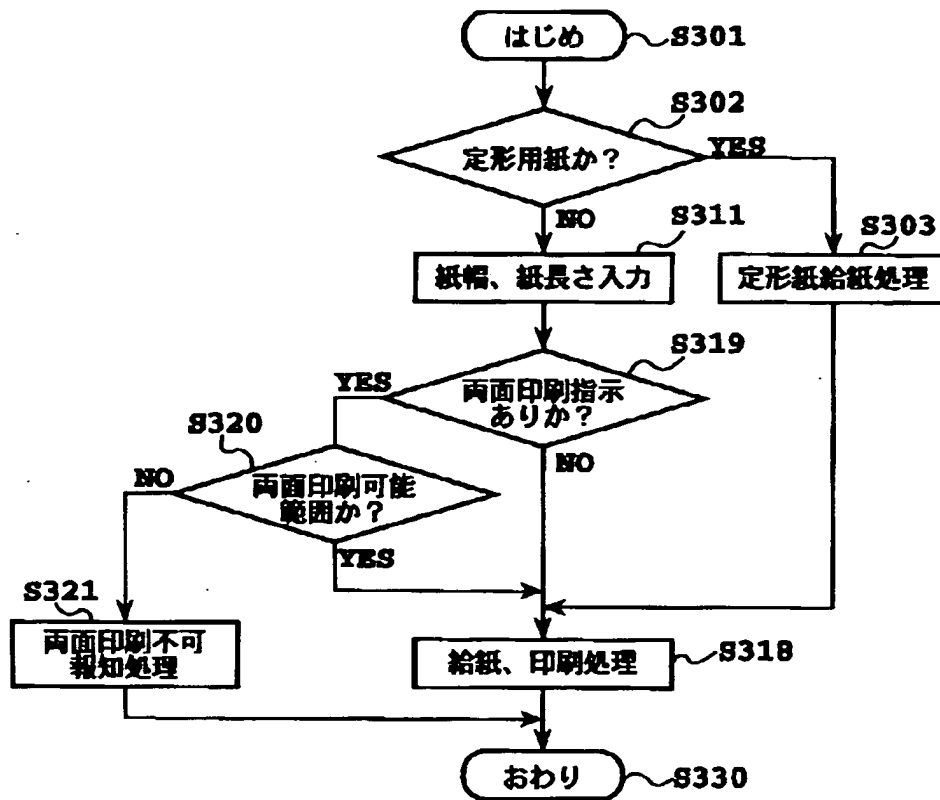 はじめ
S301
S302
定形用紙か?
YES
NO
S311
S303
紙幅、紙長さ入力
定形紙給紙処理
S319
YES
両面印刷指示
ありか?
S320
NO
NO
両面印刷可能
範囲か?
YES
S321
両面印刷不可
報知処理
給紙、印刷処理
S318
おわり
S330